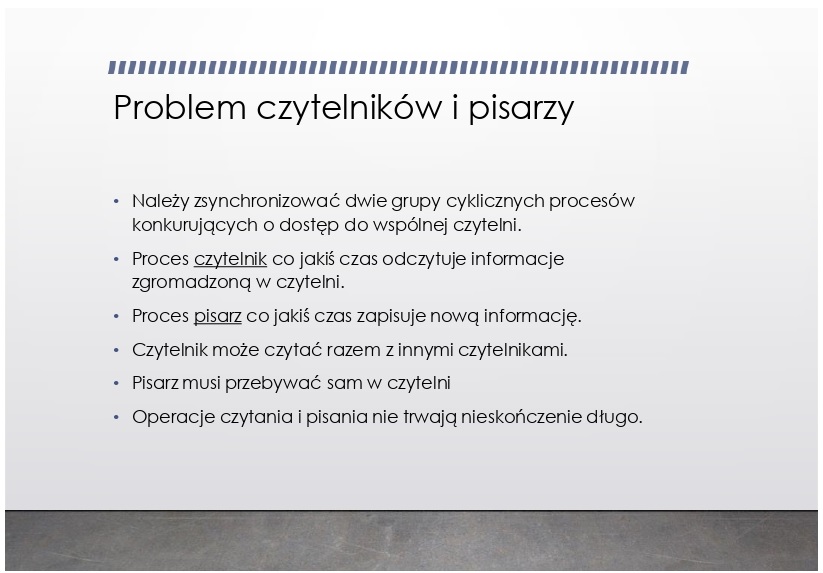 Problem czytelników i pisarzy
• Należy zsynchronizować dwie grupy cyklicznych procesów
konkurujących o dostęp do wspólnej czytelni.
• Proces czytelnik co jakiś czas odczytuje informacje
zgromadzoną w czytelni.
• Proces pisarz co jakiś czas zapisuje nową informację.
• Czytelnik może czytać razem z innymi czytelnikami.
• Pisarz musi przebywać sam w czytelni
• Operacje czytania i pisania nie trwają nieskończenie długo.